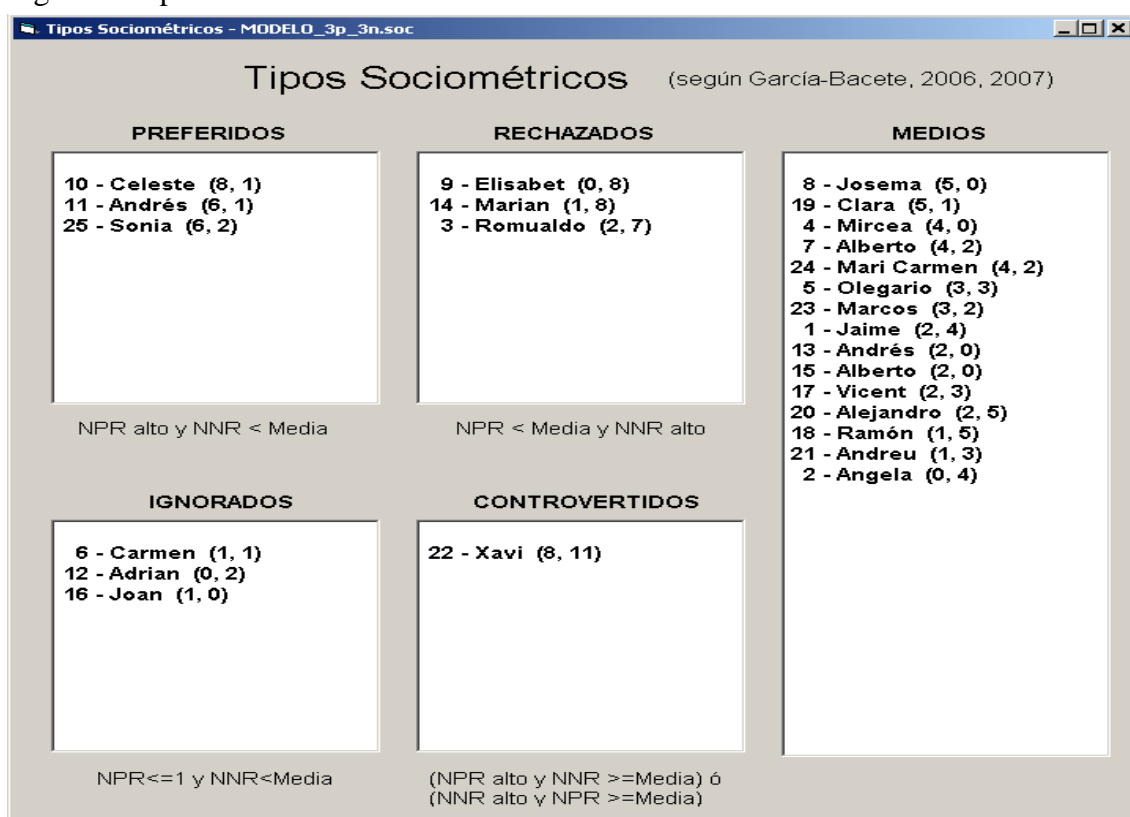 Tipos Sociométricos - MODELO_3p_3n.soc
Tipos Sociométricos (según García-Bacete, 2006, 2007)
PREFERIDOS
10 - Celeste (8, 1)
11 - Andrés (6, 1)
25 - Sonia (6, 2)
NPR alto y NNR < Media
RECHAZADOS
9 - Elisabet (0, 8)
14 - Marian (1, 8)
3 - Romualdo (2, 7)
NPR < Media y NNR alto
MEDIOS
8 - Josema (5, 0)
19 - Clara (5, 1)
4 - Mircea (4, 0)
7 - Alberto (4, 2)
24 - Mari Carmen (4, 2)
5 - Olegario (3, 3)
23 - Marcos (3, 2)
1 - Jaime (2, 4)
13 - Andrés (2, 0)
15 - Alberto (2, 0)
17 - Vicent (2, 3)
20 - Alejandro (2, 5)
18 - Ramón (1, 5)
21 - Andreu (1, 3)
2 - Angela (0, 4)
IGNORADOS
6 - Carmen (1, 1)
12 - Adrian (0, 2)
16 - Joan (1, 0)
NPR<=1 y NNR<Media
CONTROVERTIDOS
22 - Xavi (8, 11)
(NPR alto y NNR >=Media) ó
(NNR alto y NPR >=Media)